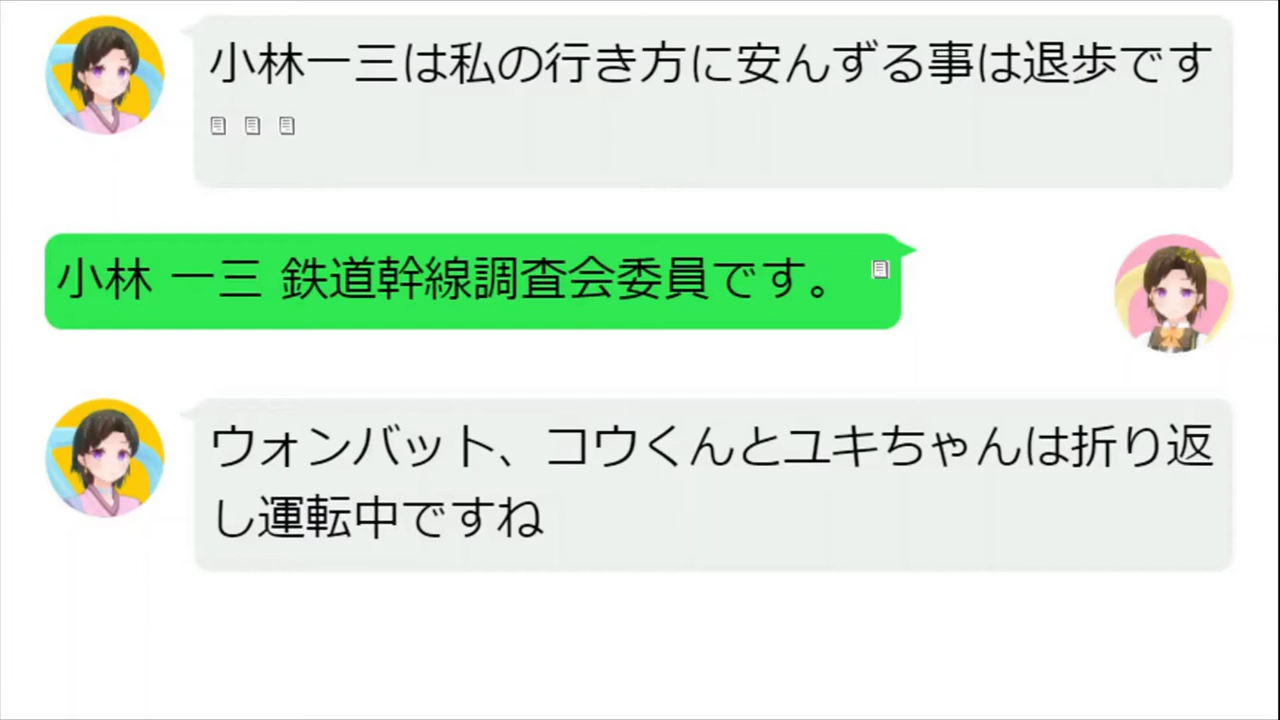 小林一三は私の行き方に安んずる事は退歩です
小林 一三 鉄道幹線調査会委員です。
ウォンバット、コウくんとユキちゃんは折り返
し運転中ですね